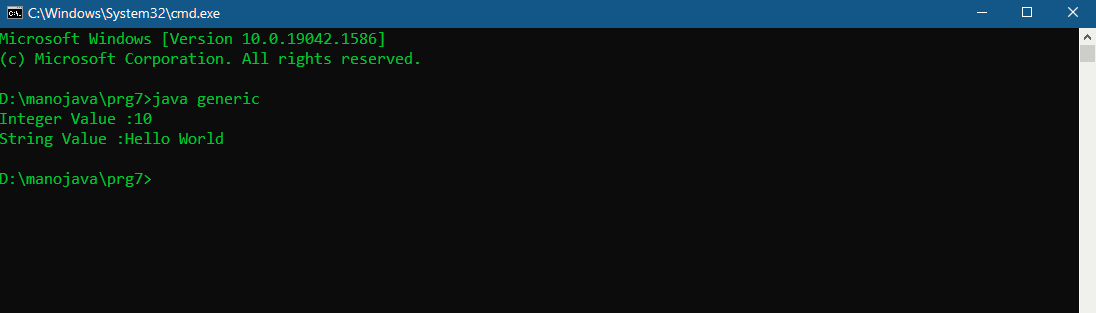 C:\Windows\System32\cmd.exe
Microsoft Windows [Version 10.0.19042.1586]
(c) Microsoft Corporation. All rights reserved.
D:\manojava\prg7>java generic
Integer Value :10
String Value :Hello World
D:\manojava\prg7>